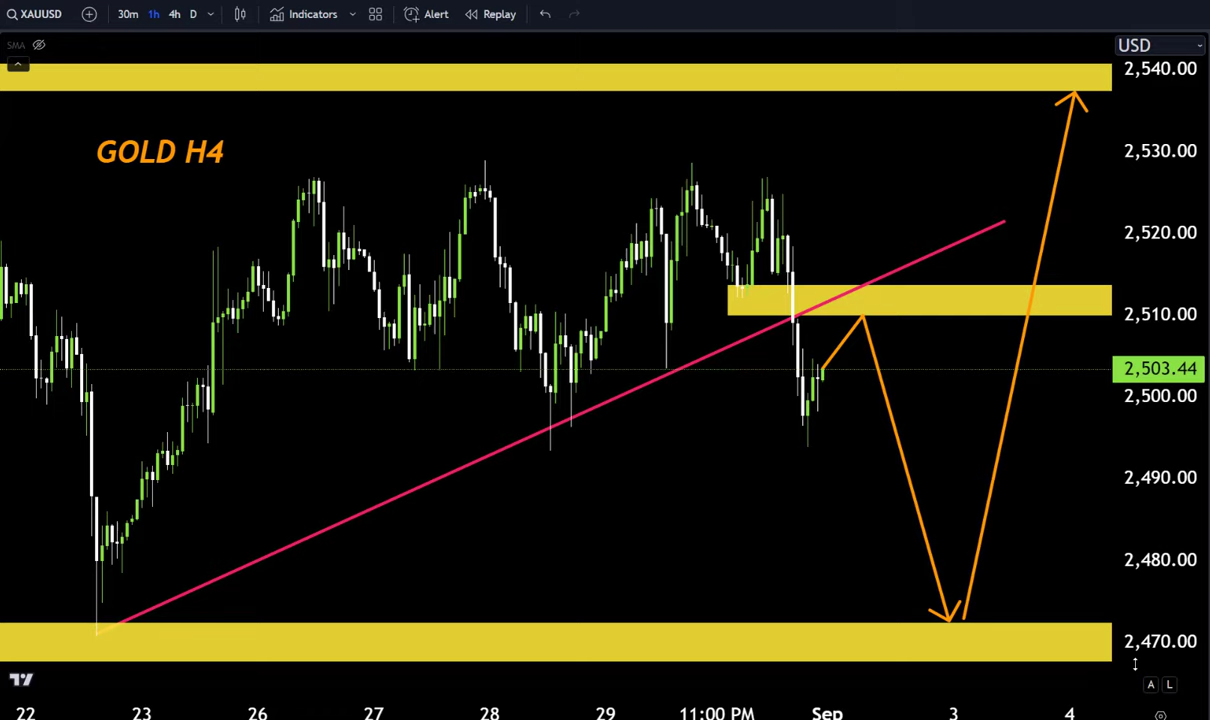 XAUUSD 30m 1h 4h D Indicators Alert Replay
SMA
USD
GOLD H4
2,540.00
2,530.00
2,520.00
2,510.00
2,503.44
2,500.00
2,490.00
2,480.00
2,470.00
A L
22 23 26 27 28 29 11:00 PM Sep 3 4